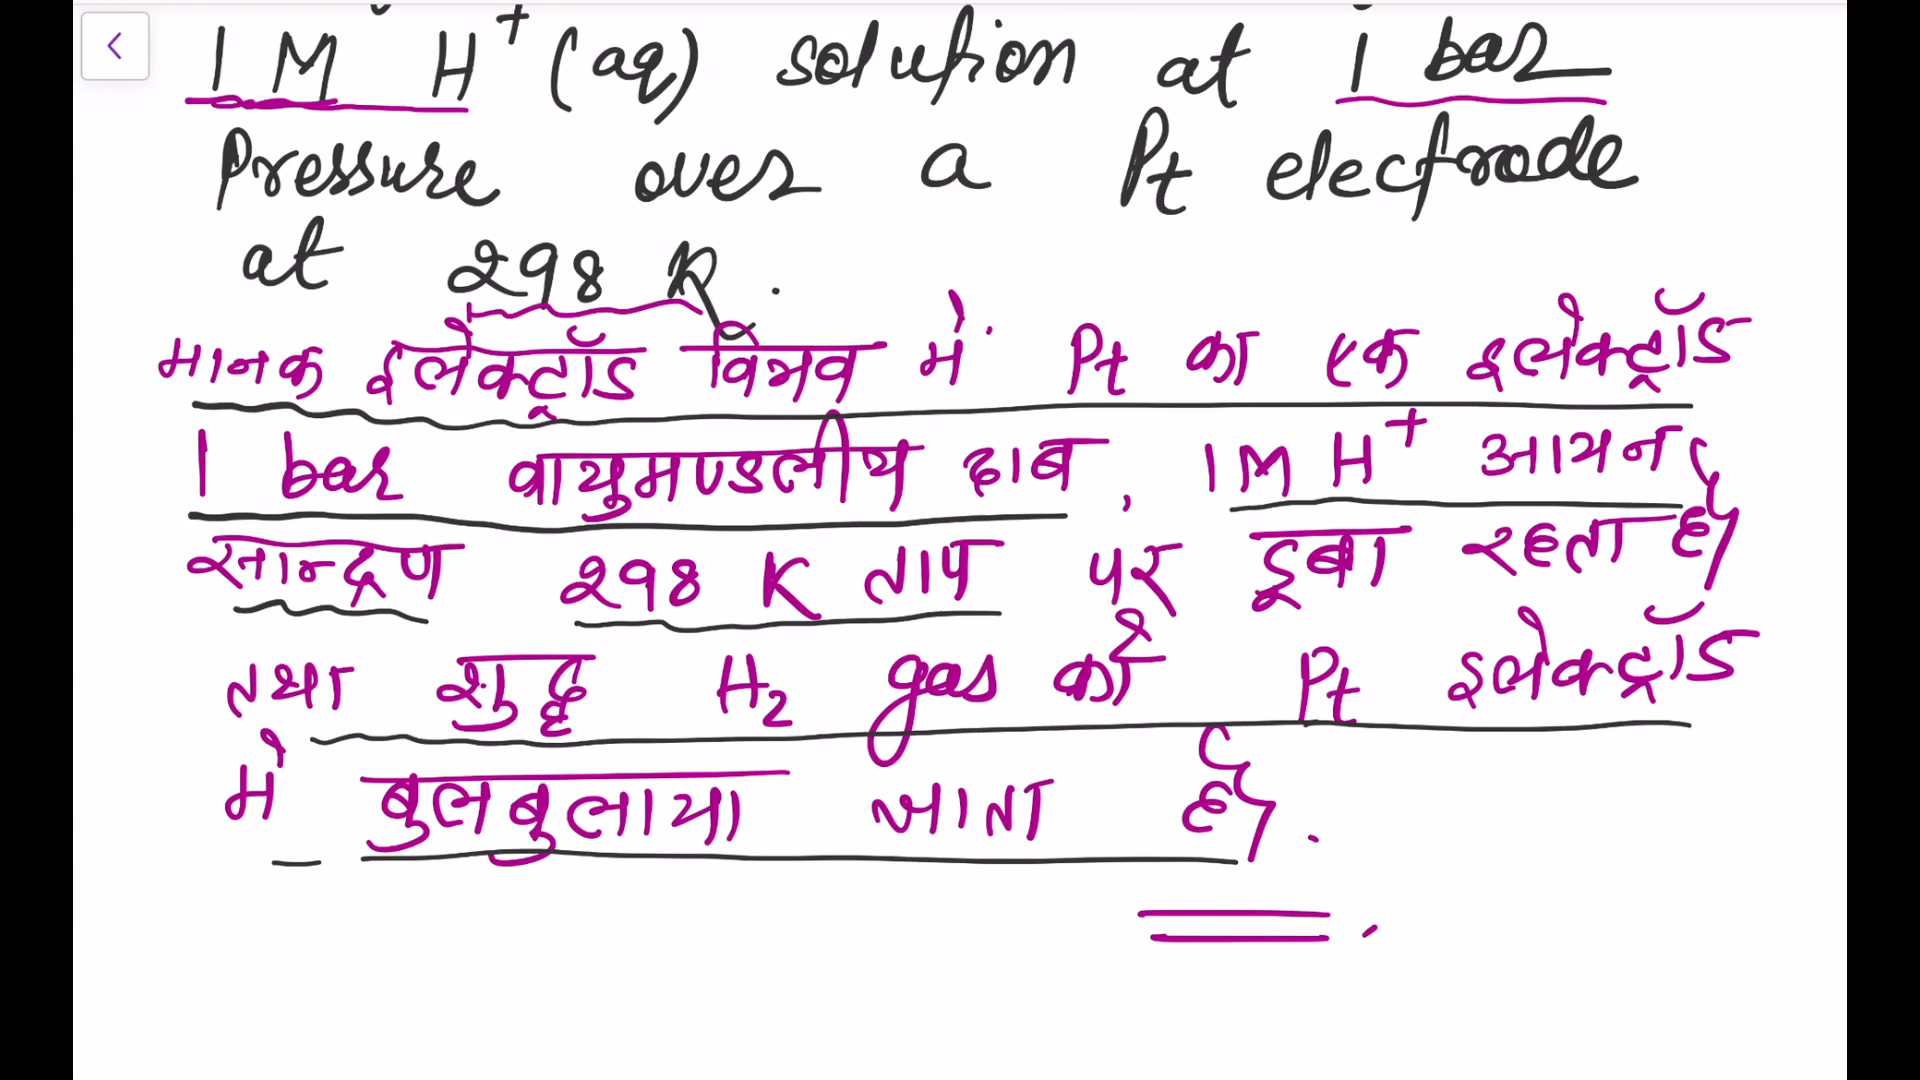 1 M H⁺ (aq) solution at 1 bar
Pressure over a Pt electrode
at 298 K.
मानक इलेक्ट्रॉड विभव में Pt का एक इलेक्ट्रॉड
1 bar वायुमण्डलीय दाब, 1M H⁺ आयन
सान्द्रण 298 K ताप पर डूबा रहता है
तथा शुद्ध H₂ gas को Pt इलेक्ट्रॉड
में बुलबुलाया जाता है.